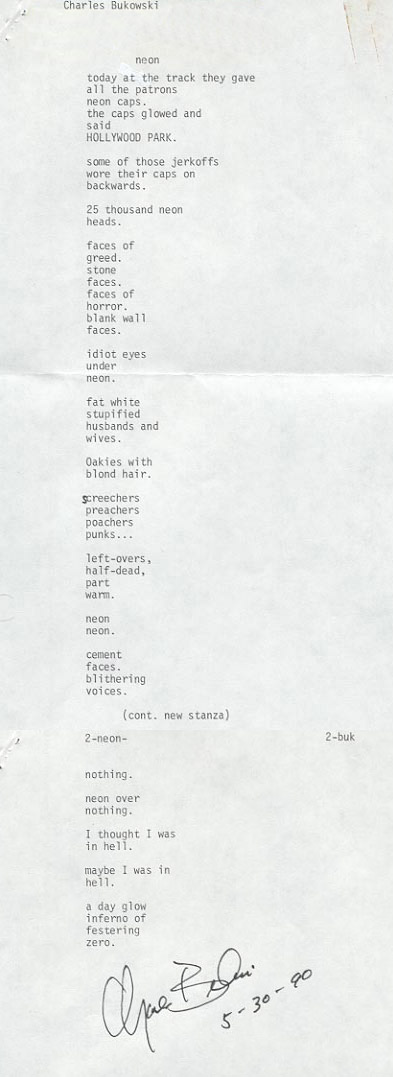 Charles Bukowski
neon
today at the track they gave
all the patrons
neon caps.
the caps glowed and
said
HOLLYWOOD PARK.
some of those jerkoffs
wore their caps on
backwards.
25 thousand neon
heads.
faces of
greed.
stone
faces.
faces of
horror.
blank wall
faces.
idiot eyes
under
neon.
fat white
stupified
husbands and
wives.
Oakies with
blond hair.
screechers
preachers
poachers
punks...
left-overs,
half-dead,
part
warm.
neon
neon.
cement
faces.
blithering
voices.
(cont. new stanza)
2-neon- 2-buk
nothing.
neon over
nothing.
I thought I was
in hell.
maybe I was in
hell.
a day glow
inferno of
festering
zero.
Charles Bukowski
5-30-90